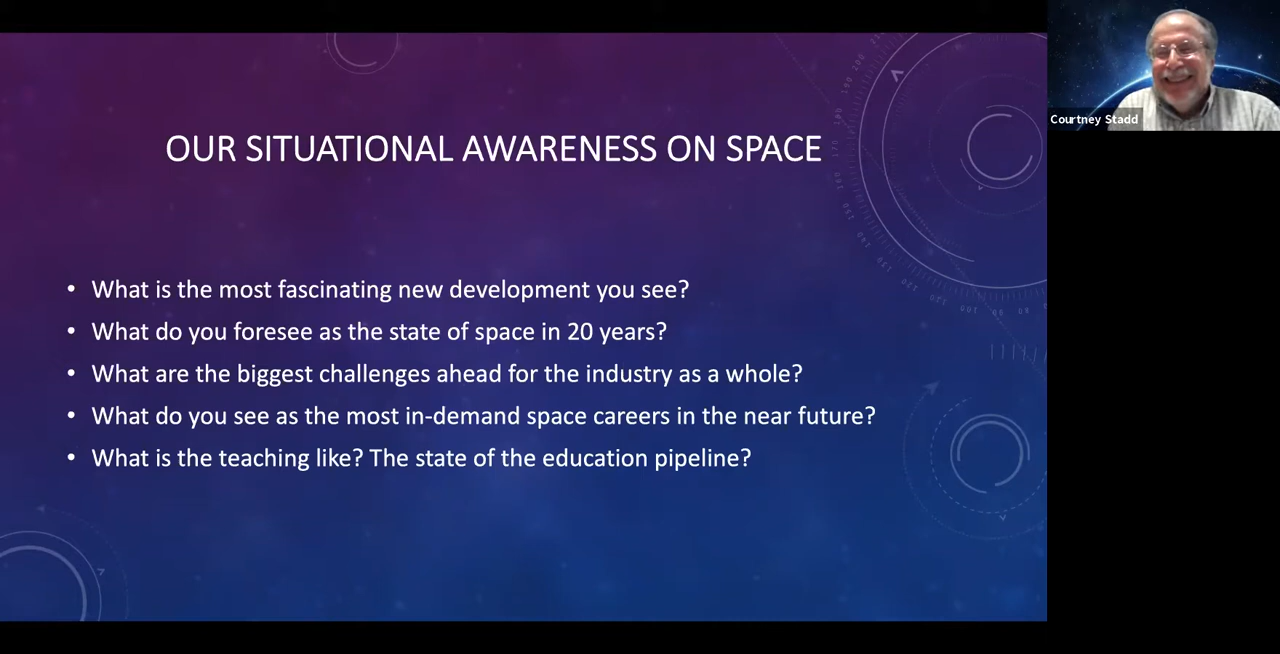 OUR SITUATIONAL AWARENESS ON SPACE
• What is the most fascinating new development you see?
• What do you foresee as the state of space in 20 years?
• What are the biggest challenges ahead for the industry as a whole?
• What do you see as the most in-demand space careers in the near future?
• What is the teaching like? The state of the education pipeline?
Courtney Stadd